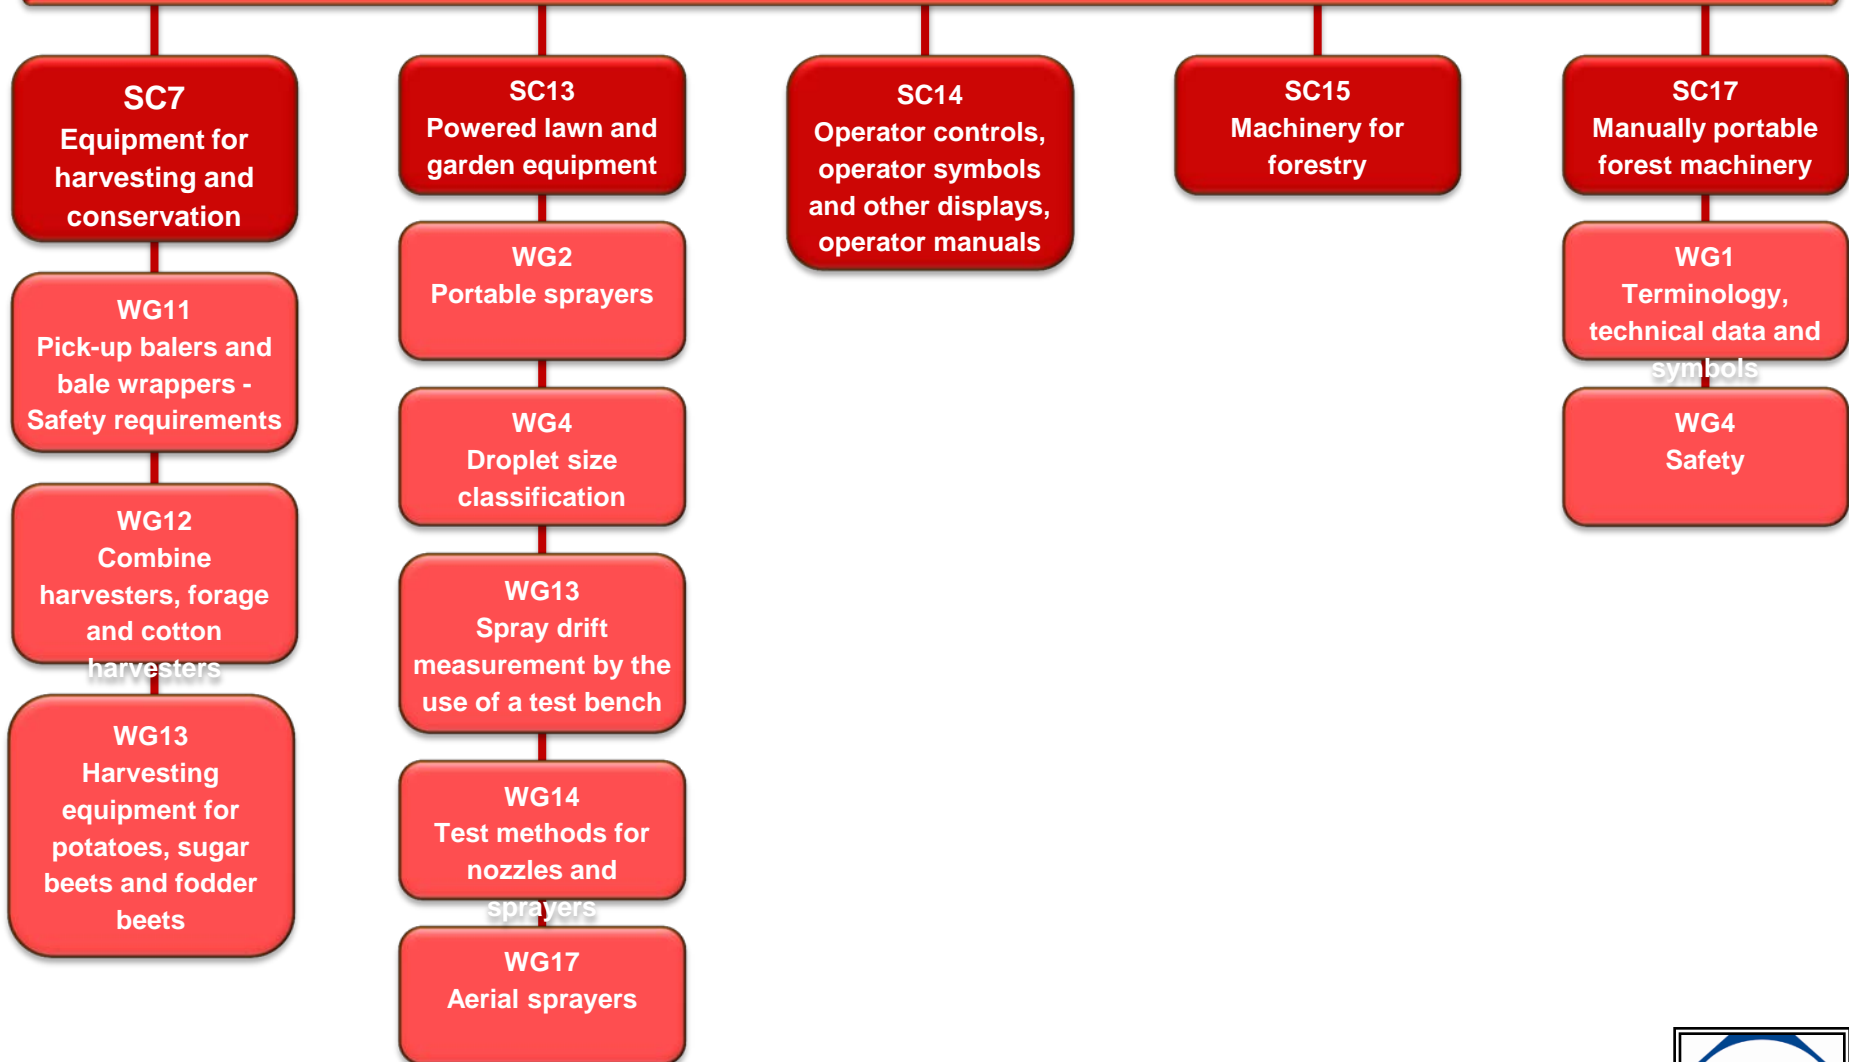 SC7
Equipment for
harvesting and
conservation
WG11
Pick-up balers and
bale wrappers -
Safety requirements
WG12
Combine
harvesters, forage
and cotton
harvesters
WG13
Harvesting
equipment for
potatoes, sugar
beets and fodder
beets
SC13
Powered lawn and
garden equipment
WG2
Portable sprayers
WG4
Droplet size
classification
WG13
Spray drift
measurement by the
use of a test bench
WG14
Test methods for
nozzles and
sprayers
WG17
Aerial sprayers
SC14
Operator controls,
operator symbols
and other displays,
operator manuals
SC15
Machinery for
forestry
SC17
Manually portable
forest machinery
WG1
Terminology,
technical data and
symbols
WG4
Safety